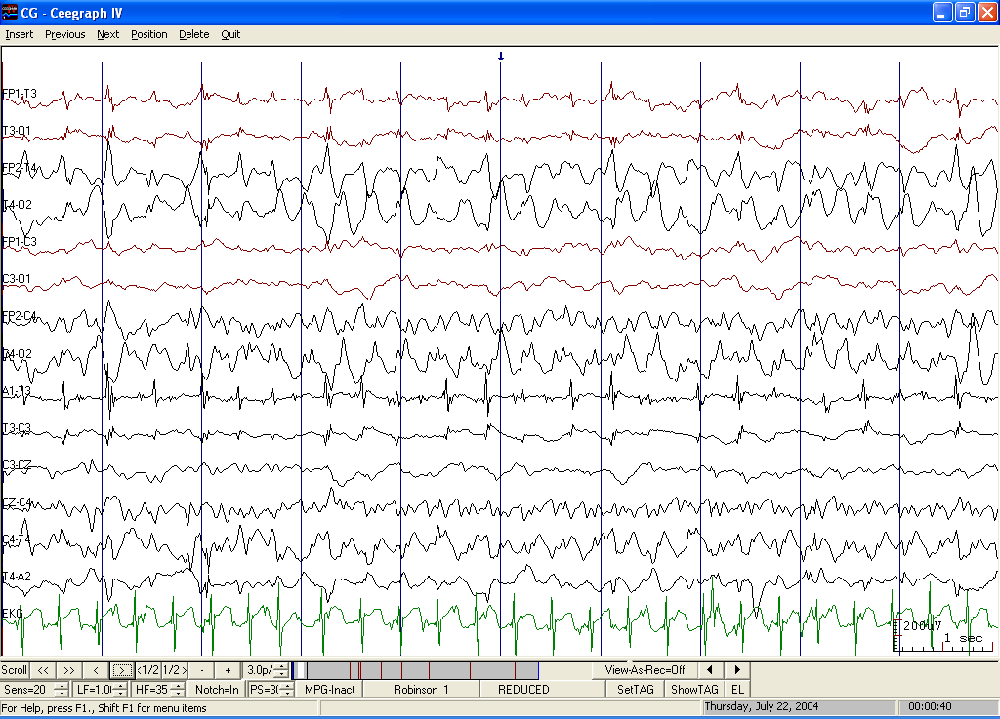 CG - Ceegraph IV
Insert Previous Next Position Delete Quit
FP1-T3
T3-O1
FP2-T4
T4-O2
FP1-C3
C3-O1
FP2-C4
C4-O2
A1-T3
T3-C3
C3-CZ
CZ-C4
C4-T4
T4-A2
EKG
200uV
1 sec
Scroll << >> < > <1/2 1/2> - + 3.0p/ View-As-Rec=Off
Sens=20 LF=1.0 HF=35 Notch=In PS=3 MPG-Inact Robinson 1 REDUCED SetTAG ShowTAG EL
For Help, press F1., Shift F1 for menu items Thursday, July 22, 2004 00:00:40